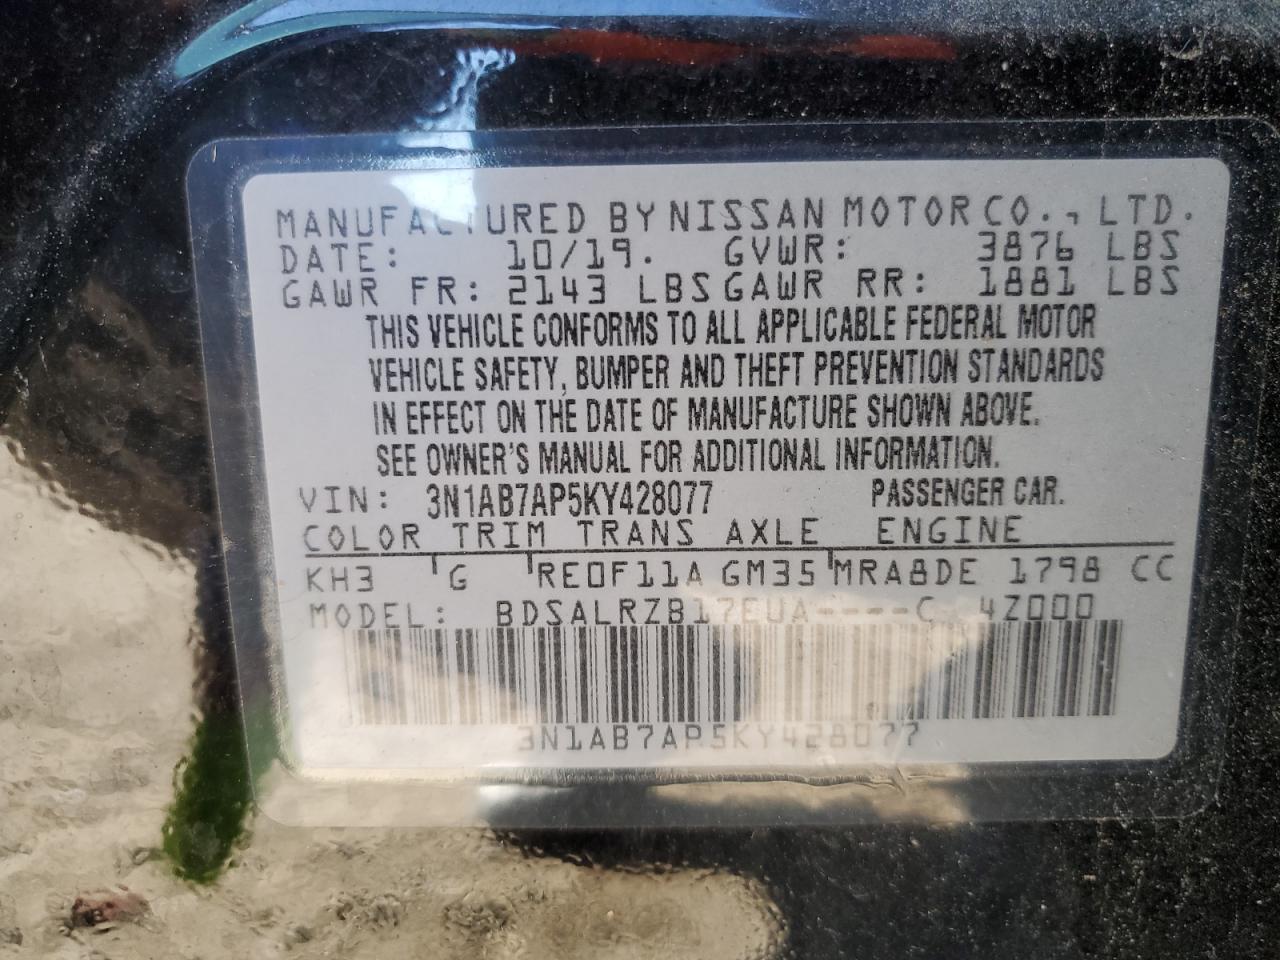 MANUFACTURED BY NISSAN MOTOR CO., LTD.
DATE: 10/19. GVWR: 3876 LBS
GAWR FR: 2143 LBS GAWR RR: 1881 LBS
THIS VEHICLE CONFORMS TO ALL APPLICABLE FEDERAL MOTOR
VEHICLE SAFETY, BUMPER AND THEFT PREVENTION STANDARDS
IN EFFECT ON THE DATE OF MANUFACTURE SHOWN ABOVE.
SEE OWNER'S MANUAL FOR ADDITIONAL INFORMATION.
VIN: 3N1AB7AP5KY428077 PASSENGER CAR.
COLOR TRIM TRANS AXLE ENGINE
KH3 G RE0F11A GM35 MRA8DE 1798 CC
MODEL: BDSALRZB17EUA----C 4Z000
3N1AB7AP5KY428077